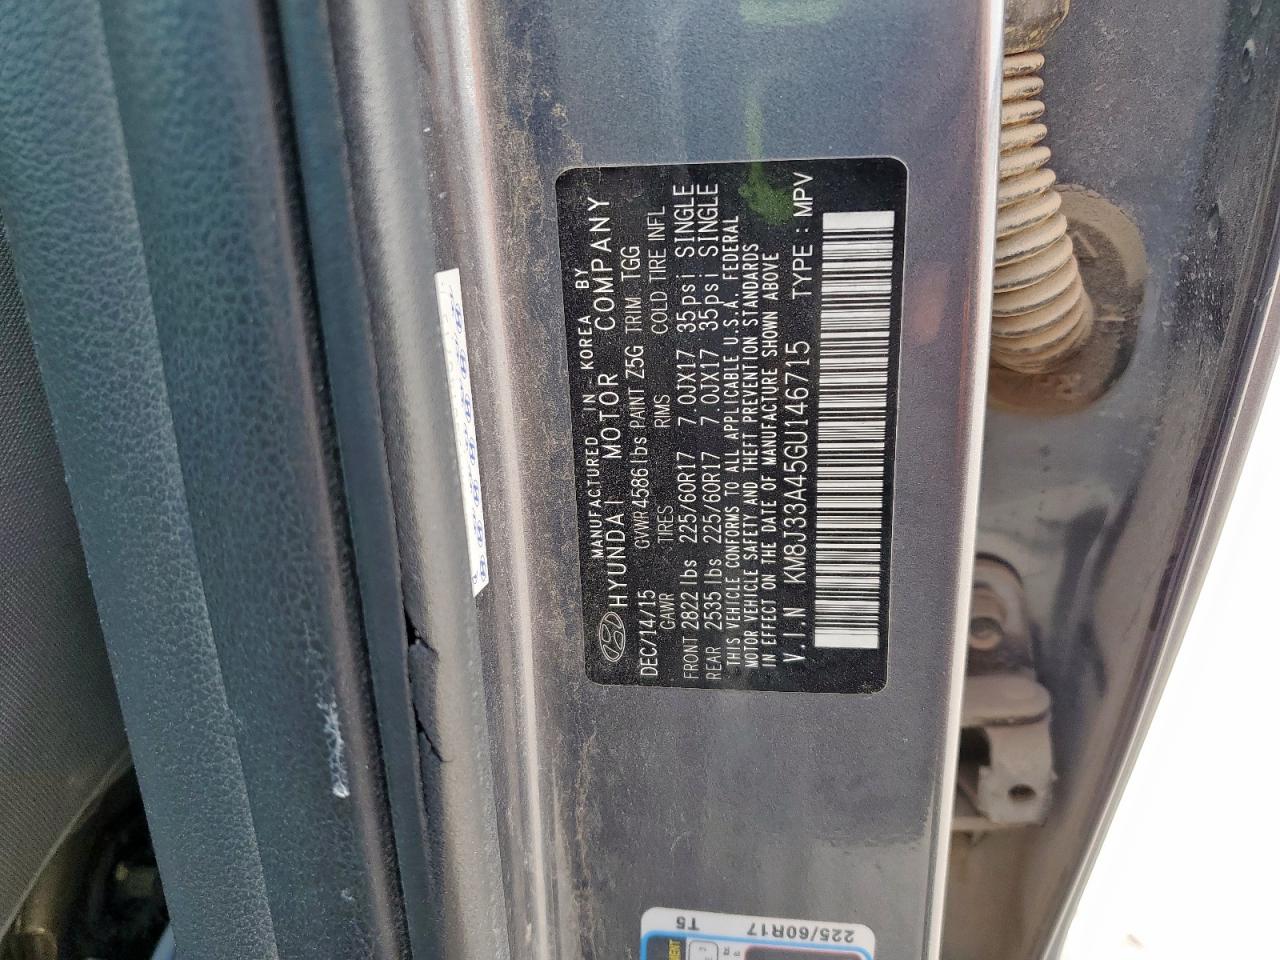 MANUFACTURED IN KOREA BY
HYUNDAI MOTOR COMPANY
DEC/14/15 GVWR 4586 lbs PAINT Z5G TRIM TGG
GAWR TIRES RIMS COLD TIRE INFL
FRONT 2822 lbs 225/60R17 7.0JX17 35psi SINGLE
REAR 2535 lbs 225/60R17 7.0JX17 35psi SINGLE
THIS VEHICLE CONFORMS TO ALL APPLICABLE U.S.A. FEDERAL
MOTOR VEHICLE SAFETY AND THEFT PREVENTION STANDARDS
IN EFFECT ON THE DATE OF MANUFACTURE SHOWN ABOVE
V.I.N KM8J33A45GU146715 TYPE : MPV
225/60R17
T5